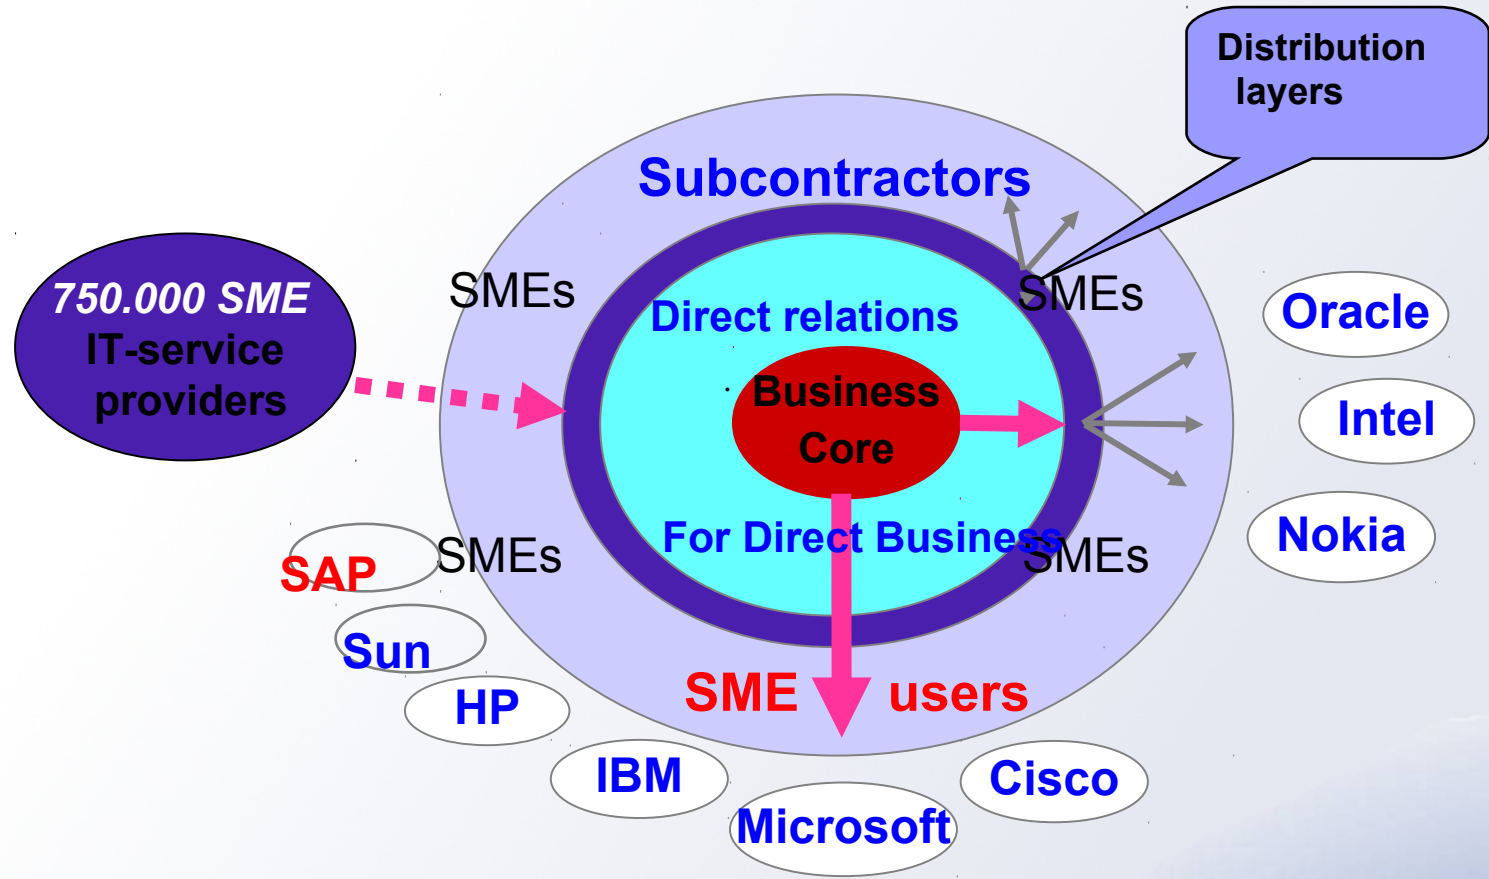 Distribution
layers
Subcontractors
750.000 SME
IT-service
providers
SMEs
SMEs
Direct relations
Oracle
Business
Core
Intel
For Direct Business
SMEs
SMEs
Nokia
SAP
Sun
SME users
HP
IBM
Cisco
Microsoft